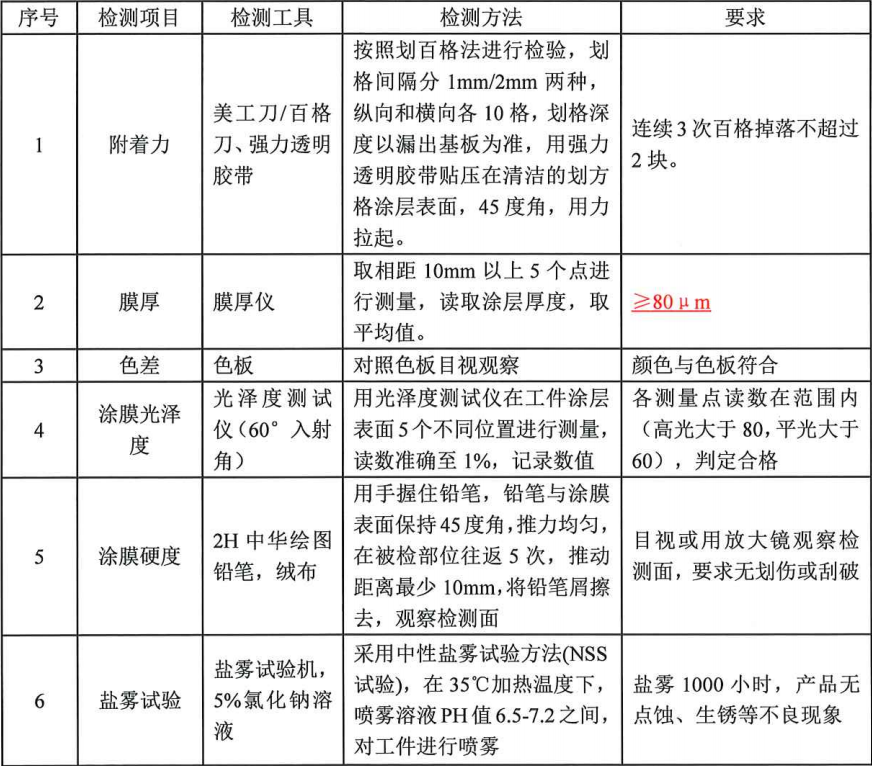 序号 检测项目 检测工具 检测方法 要求
1 附着力
美工刀/百格
刀、强力透明
胶带
按照划百格法进行检验，划
格间隔分 1mm/2mm 两种，
纵向和横向各 10 格，划格深
度以漏出基板为准，用强力
透明胶带贴压在清洁的划方
格涂层表面，45 度角，用力
拉起。
连续 3 次百格掉落不超过
2 块。
2 膜厚 膜厚仪
取相距 10mm 以上 5 个点进
行测量，读取涂层厚度，取
平均值。
≥80μm
3 色差 色板 对照色板目视观察 颜色与色板符合
4
涂膜光泽
度
光泽度测试
仪（60°入射
角）
用光泽度测试仪在工件涂层
表面 5 个不同位置进行测量，
读数准确至 1%，记录数值
各测量点读数在范围内
（高光大于 80，平光大于
60），判定合格
5 涂膜硬度
2H 中华绘图
铅笔，绒布
用手握住铅笔，铅笔与涂膜
表面保持 45 度角，推力均匀，
在被检部位往返 5 次，推动
距离最少 10mm，将铅笔屑擦
去，观察检测面
目视或用放大镜观察检
测面，要求无划伤或刮破
6 盐雾试验
盐雾试验机，
5%氯化钠溶
液
采用中性盐雾试验方法(NSS
试验)，在 35℃加热温度下，
喷雾溶液 PH 值 6.5-7.2 之间，
对工件进行喷雾
盐雾 1000 小时，产品无
点蚀、生锈等不良现象